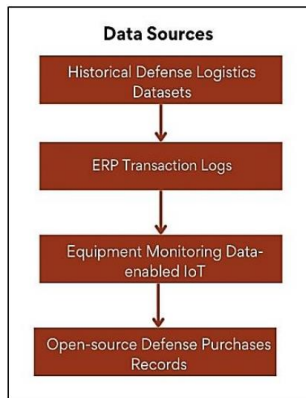 Data Sources
Historical Defense Logistics
Datasets
ERP Transaction Logs
Equipment Monitoring Data-
enabled IoT
Open-source Defense Purchases
Records